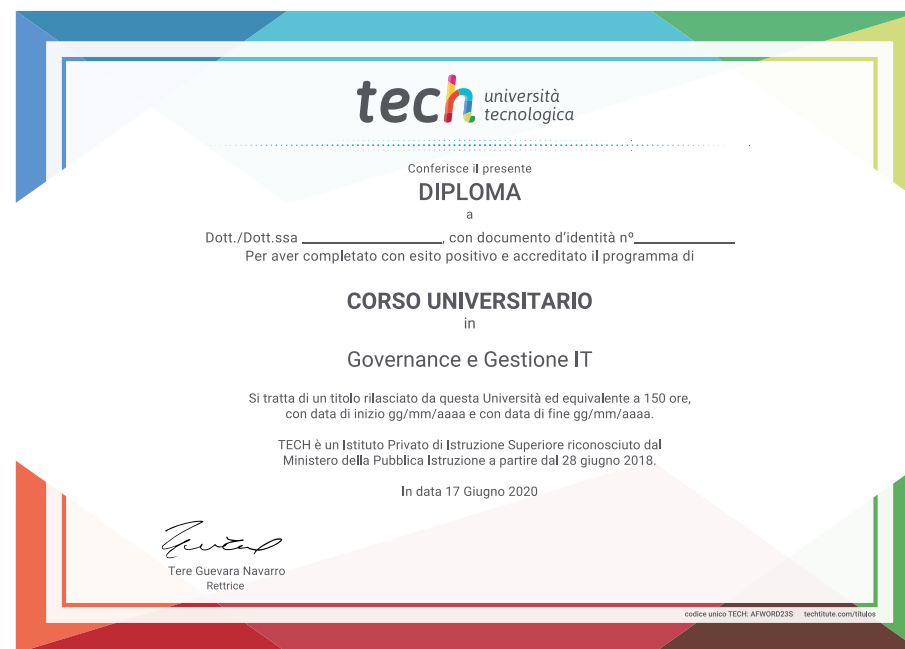 tech università
tecnologica
Conferisce il presente
DIPLOMA
a
Dott./Dott.ssa ____________________, con documento d'identità nº______________
Per aver completato con esito positivo e accreditato il programma di
CORSO UNIVERSITARIO
in
Governance e Gestione IT
Si tratta di un titolo rilasciato da questa Università ed equivalente a 150 ore,
con data di inizio gg/mm/aaaa e con data di fine gg/mm/aaaa.
TECH è un Istituto Privato di Istruzione Superiore riconosciuto dal
Ministero della Pubblica Istruzione a partire dal 28 giugno 2018.
In data 17 Giugno 2020
Tere Guevara Navarro
Rettrice
codice unico TECH: AFWORD23S techtitute.com/titulos